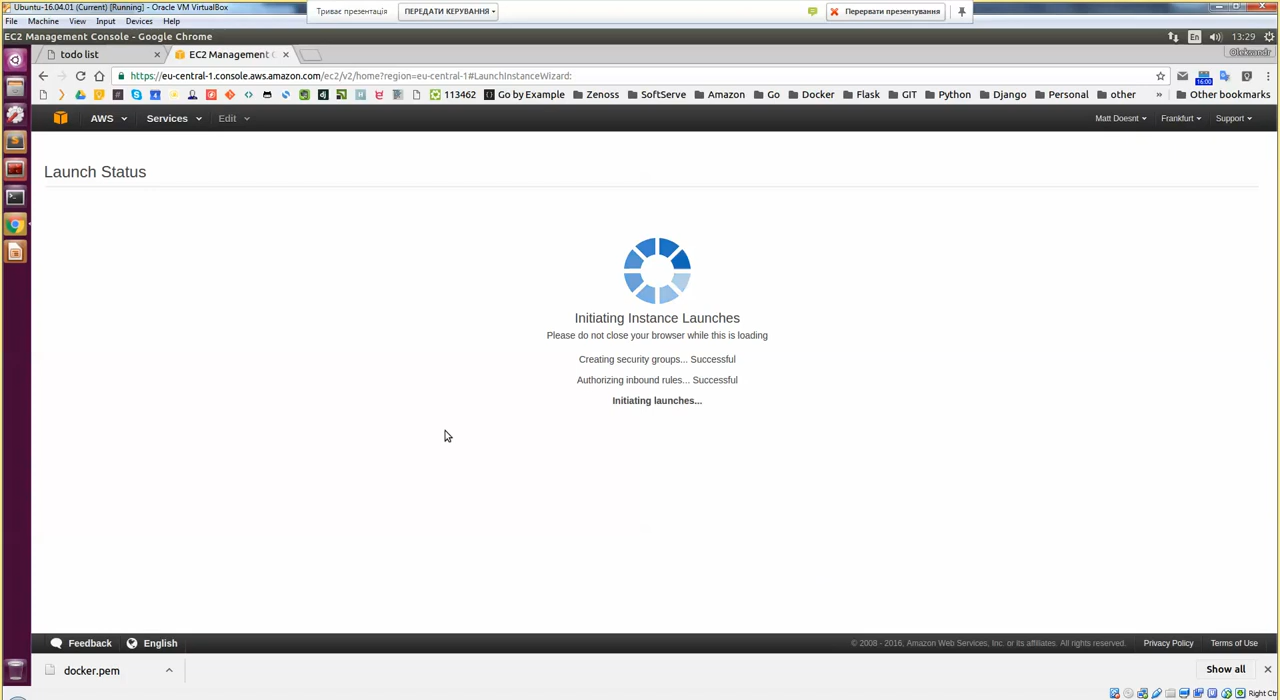 Ubuntu-16.04.01 (Current) [Running] - Oracle VM VirtualBox
Триває презентація
ПЕРЕДАТИ КЕРУВАННЯ
Перервати презентування
File Machine View Input Devices Help
EC2 Management Console - Google Chrome
En
13:29
todo list
EC2 Management C
Oleksandr
https://eu-central-1.console.aws.amazon.com/ec2/v2/home?region=eu-central-1#LaunchInstanceWizard:
16:00
113462 Go by Example Zenoss SoftServe Amazon Go Docker Flask GIT Python Django Personal other » Other bookmarks
AWS Services Edit Matt Doesnt Frankfurt Support
Launch Status
Initiating Instance Launches
Please do not close your browser while this is loading
Creating security groups... Successful
Authorizing inbound rules... Successful
Initiating launches...
Feedback English © 2008 - 2016, Amazon Web Services, Inc. or its affiliates. All rights reserved. Privacy Policy Terms of Use
docker.pem Show all
Right Ctrl